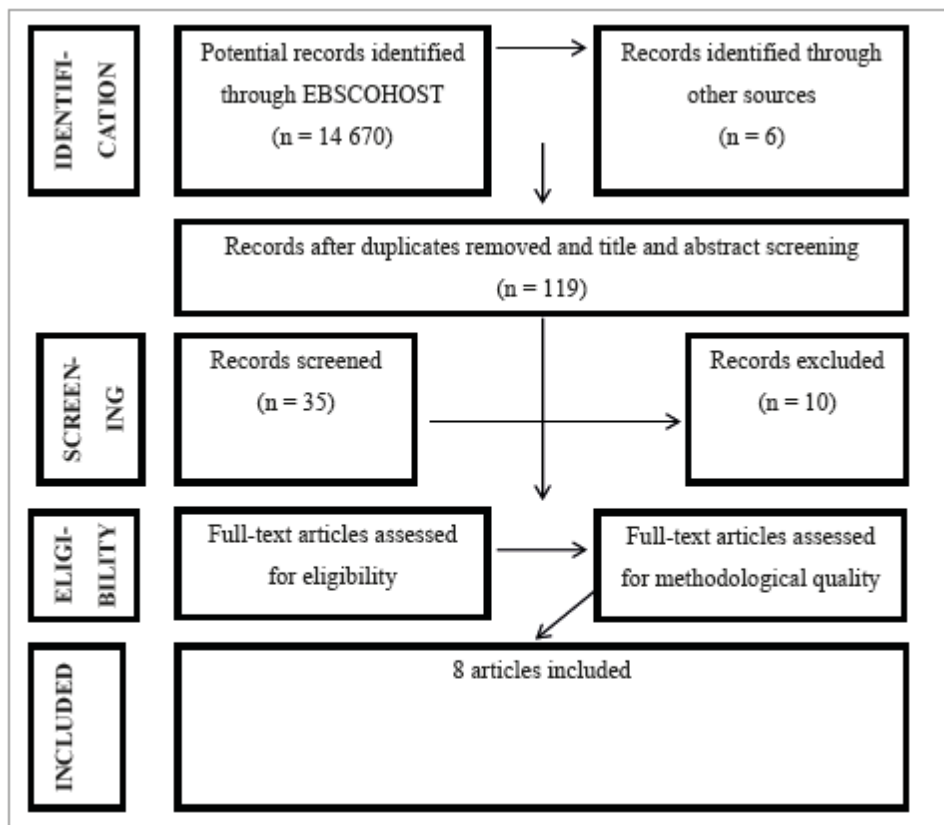 IDENTIFI-
CATION
Potential records identified
through EBSCOHOST
(n = 14 670)
Records identified through
other sources
(n = 6)
Records after duplicates removed and title and abstract screening
(n = 119)
SCREEN-
ING
Records screened
(n = 35)
Records excluded
(n = 10)
ELIGI-
BILITY
Full-text articles assessed
for eligibility
Full-text articles assessed
for methodological quality
INCLUDED
8 articles included